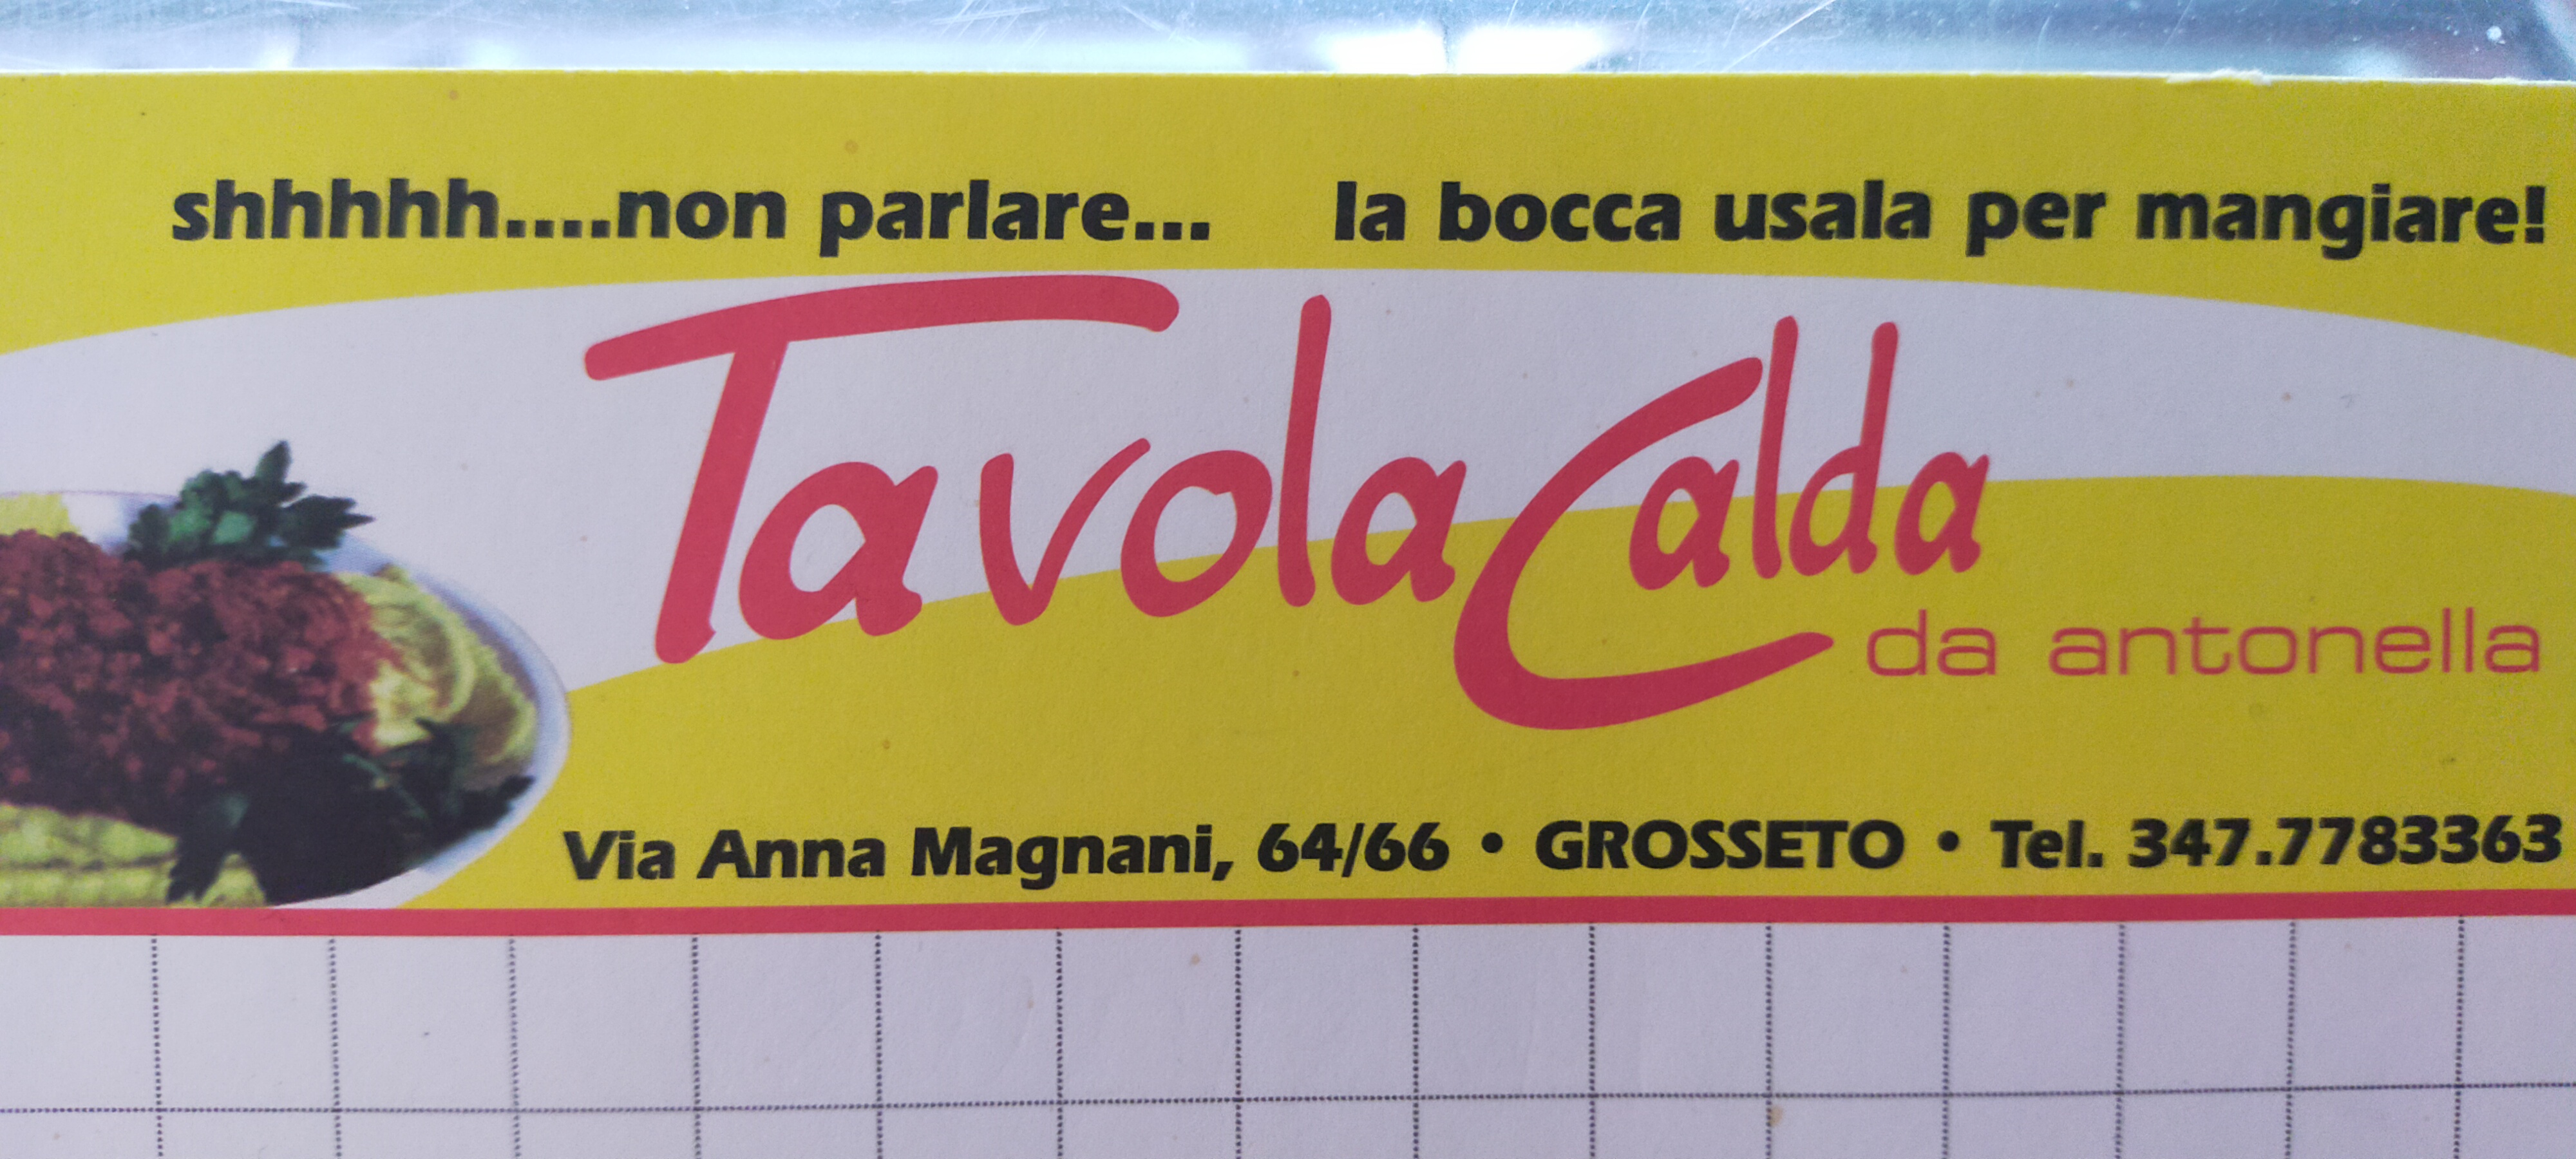 shhhhh....non parlare... la bocca usala per mangiare!
Tavola Calda
da antonella
Via Anna Magnani, 64/66 • GROSSETO • Tel. 347.7783363